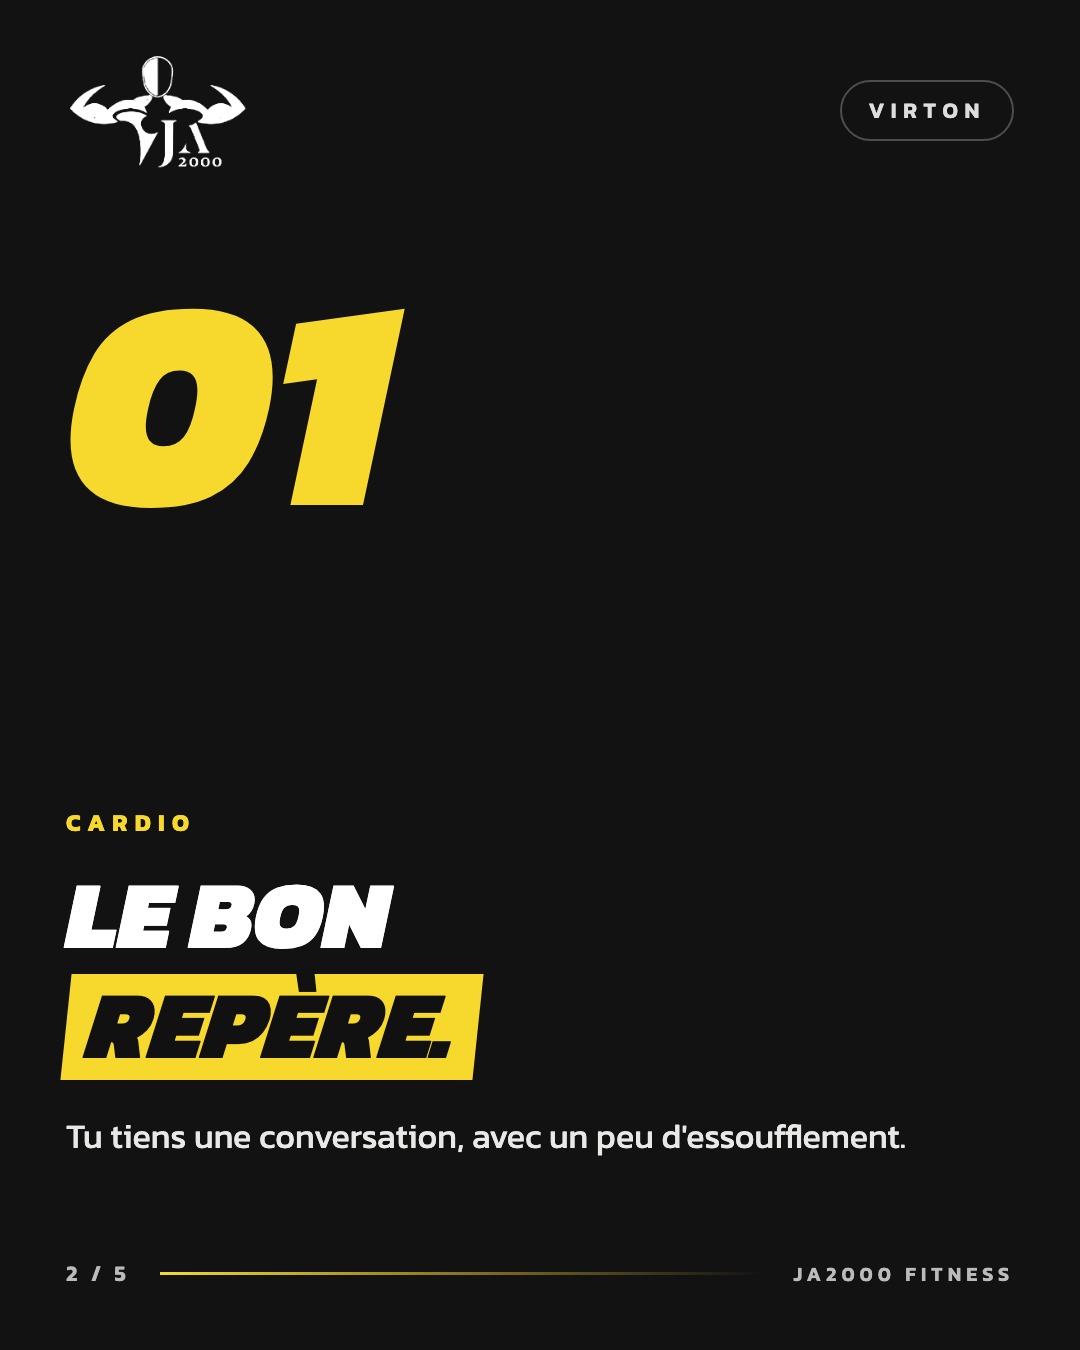 JA
2000
VIRTON
01
CARDIO
LE BON
REPÈRE.
Tu tiens une conversation, avec un peu d'essoufflement.
2 / 5
JA2000 FITNESS